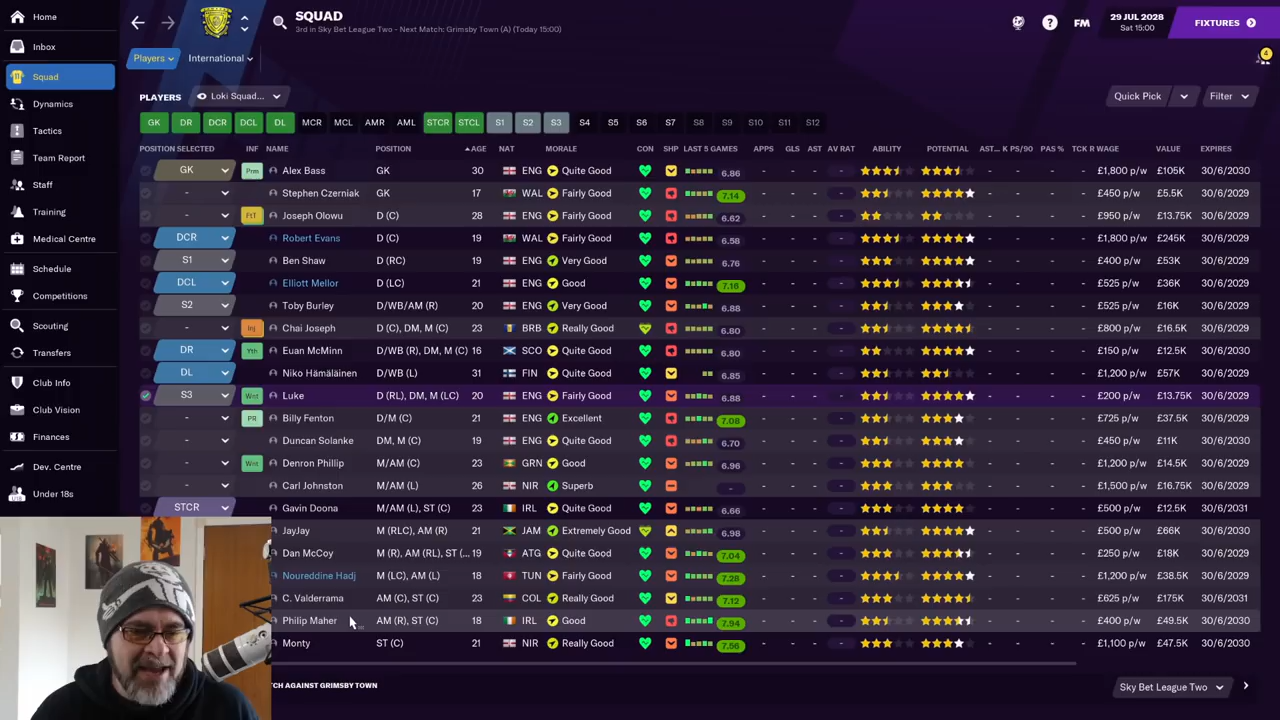 Home
SQUAD
3rd in Sky Bet League Two - Next Match: Grimsby Town (A) (Today 15:00)
FM
29 JUL 2028
Sat 15:00
FIXTURES
Inbox
Players
International
4
Squad
PLAYERS
Loki Squad...
Quick Pick
Filter
Dynamics
GK DR DCR DCL DL MCR MCL AMR AML STCR STCL S1 S2 S3 S4 S5 S6 S7 S8 S9 S10 S11 S12
Tactics
POSITION SELECTED INF NAME POSITION AGE NAT MORALE CON SHP LAST 5 GAMES APPS GLS AST AV RAT ABILITY POTENTIAL AST... K PS/90 PAS % TCK R WAGE VALUE EXPIRES
Team Report
GK Prm Alex Bass GK 30 ENG Quite Good 6.86 - - - - - - - £1,800 p/w £105K 30/6/2030
Staff
- Stephen Czerniak GK 17 WAL Fairly Good 7.14 - - - - - - - £450 p/w £5.5K 30/6/2029
Training
- FtT Joseph Olowu D (C) 28 ENG Fairly Good 6.62 - - - - - - - £950 p/w £13.75K 30/6/2029
Medical Centre
DCR Robert Evans D (C) 19 WAL Fairly Good 6.58 - - - - - - - £1,800 p/w £245K 30/6/2029
S1 Ben Shaw D (RC) 19 ENG Very Good 6.76 - - - - - - - £400 p/w £53K 30/6/2029
Schedule
DCL Elliott Mellor D (LC) 21 ENG Good 7.16 - - - - - - - £525 p/w £36K 30/6/2029
Competitions
S2 Toby Burley D/WB/AM (R) 20 ENG Very Good 6.88 - - - - - - - £525 p/w £16K 30/6/2029
Scouting
- Inj Chai Joseph D (C), DM, M (C) 23 BRB Really Good 6.80 - - - - - - - £800 p/w £16.5K 30/6/2030
Transfers
DR Yth Euan McMinn D/WB (R), DM, M (C) 16 SCO Quite Good 6.80 - - - - - - - £150 p/w £12.5K 30/6/2030
DL Niko Hämäläinen D/WB (L) 31 FIN Quite Good 6.85 - - - - - - - £1,200 p/w £57K 30/6/2029
Club Info
S3 Wnt Luke D (RL), DM, M (LC) 20 ENG Fairly Good 6.88 - - - - - - - £200 p/w £13.75K 30/6/2029
Club Vision
- PR Billy Fenton D/M (C) 21 ENG Excellent 7.08 - - - - - - - £725 p/w £7.5K 30/6/2030
Finances
- Duncan Solanke DM, M (C) 19 ENG Quite Good 6.70 - - - - - - - £450 p/w £11K 30/6/2030
Dev. Centre
- Wnt Denron Phillip M/AM (C) 23 GRN Good 6.96 - - - - - - - £1,200 p/w £14.5K 30/6/2029
Under 18s
- Carl Johnston M/AM (L) 26 NIR Superb - - - - - - - - £1,500 p/w £16.75K 30/6/2029
STCR Gavin Doona M/AM (L), ST (C) 23 IRL Quite Good 6.66 - - - - - - - £500 p/w £12.5K 30/6/2031
JayJay M (RLC), AM (R) 21 JAM Extremely Good 6.98 - - - - - - - £500 p/w £66K 30/6/2029
Dan McCoy M (R), AM (RL), ST (... 19 ATG Quite Good 7.04 - - - - - - - £250 p/w £18K 30/6/2029
Noureddine Hadj M (LC), AM (L) 18 TUN Fairly Good 7.28 - - - - - - - £1,200 p/w £38.5K 30/6/2029
C. Valderrama AM (C), ST (C) 23 COL Really Good 7.12 - - - - - - - £625 p/w £175K 30/6/2031
Philip Maher AM (R), ST (C) 18 IRL Good 7.94 - - - - - - - £400 p/w £49.5K 30/6/2029
Monty ST (C) 21 NIR Really Good 7.56 - - - - - - - £1,100 p/w £47.5K 30/6/2029
CH AGAINST GRIMSBY TOWN
Sky Bet League Two